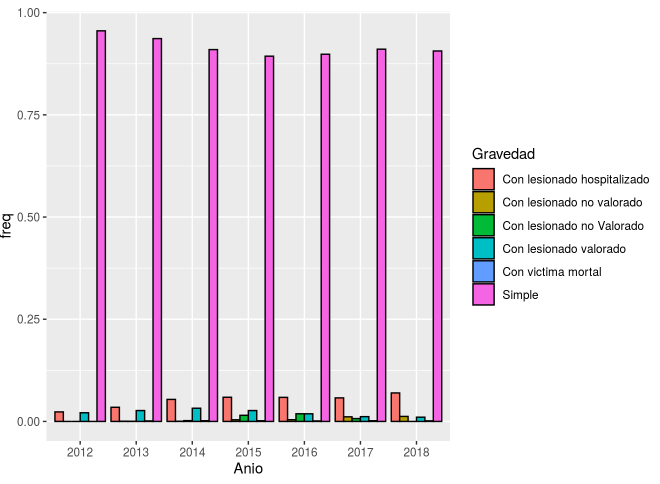 1.00
0.75
0.50
0.25
0.00
freq
2012 2013 2014 2015 2016 2017 2018
Anio
Gravedad
Con lesionado hospitalizado
Con lesionado no valorado
Con lesionado no Valorado
Con lesionado valorado
Con victima mortal
Simple